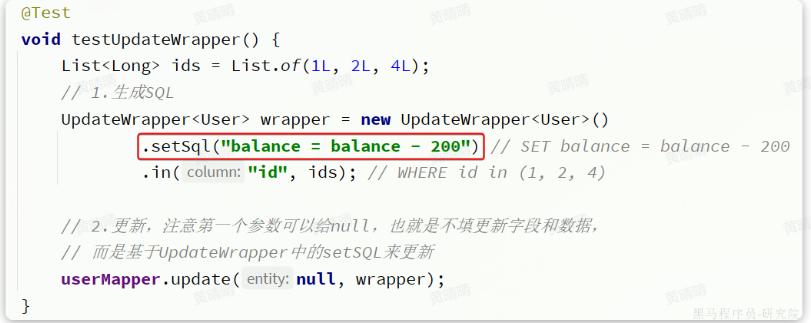 @Test
void testUpdateWrapper() {
List<Long> ids = List.of(1L, 2L, 4L);
// 1.生成SQL
UpdateWrapper<User> wrapper = new UpdateWrapper<User>()
.setSql("balance = balance - 200") // SET balance = balance - 200
.in( column: "id", ids); // WHERE id in (1, 2, 4)
// 2.更新，注意第一个参数可以给null，也就是不填更新字段和数据，
// 而是基于UpdateWrapper中的setSQL来更新
userMapper.update( entity: null, wrapper);
}
黑马程序员-研究院